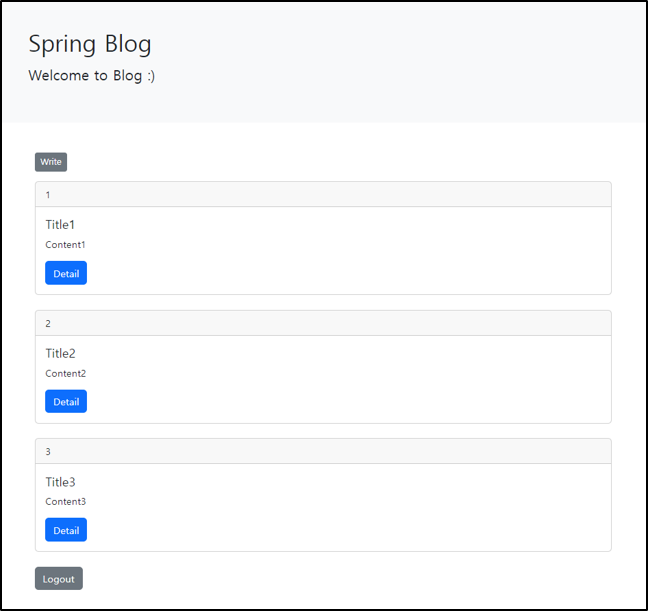 Spring Blog
Welcome to Blog :)
Write
1
Title1
Content1
Detail
2
Title2
Content2
Detail
3
Title3
Content3
Detail
Logout